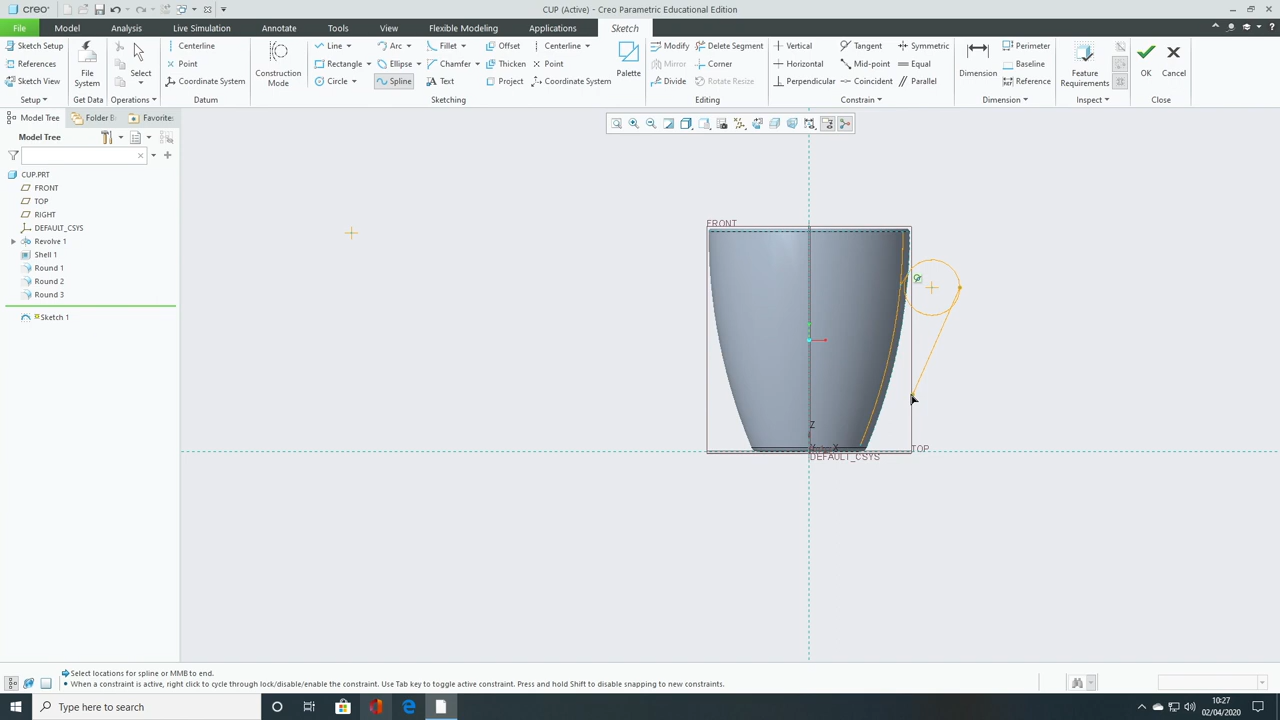 creo
CUP (Active) - Creo Parametric Educational Edition
File Model Analysis Annotate Tools View Flexible Modeling Applications Sketch
Sketch Setup
References
Sketch View
Setup
File System
Get Data
Select
Operations
Centerline
Point
Coordinate System
Datum
Construction Mode
Line Arc Fillet Offset Centerline
Rectangle Ellipse Chamfer Thicken Point
Circle Spline Text Project Coordinate System
Sketching
Palette
Modify Delete Segment
Mirror Corner
Divide Rotate Resize
Editing
Vertical Tangent Symmetric
Horizontal Mid-point Equal
Perpendicular Coincident Parallel
Constrain
Dimension
Perimeter
Baseline
Reference
Dimension
Feature Requirements
Inspect
OK
Cancel
Close
Model Tree Folder B Favorite
Model Tree
CUP.PRT
FRONT
TOP
RIGHT
DEFAULT_CSYS
Revolve 1
Shell 1
Round 1
Round 2
Round 3
Sketch 1
FRONT
Z
X
TOP
DEFAULT_CSYS
Select locations for spline or MMB to end.
When a constraint is active, right click to cycle through lock/disable/enable the constraint. Use Tab key to toggle active constraint. Press and hold Shift to disable snapping to new constraints.
Type here to search
10:27
02/04/2020